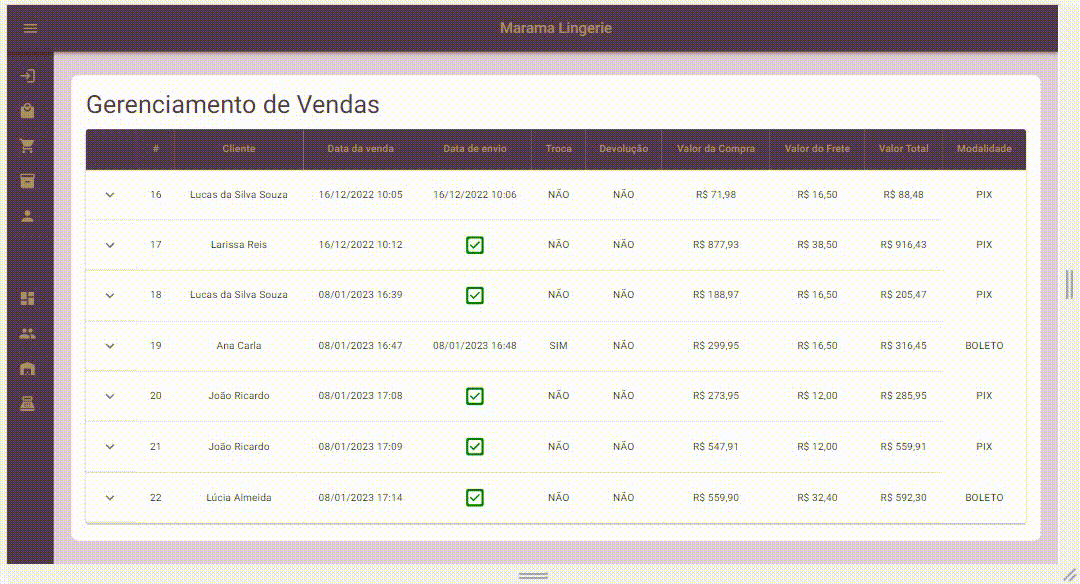 Marama Lingerie
Gerenciamento de Vendas
# Cliente Data da venda Data de envio Troca Devolução Valor da Compra Valor do Frete Valor Total Modalidade
16 Lucas da Silva Souza 16/12/2022 10:05 16/12/2022 10:06 NÃO NÃO R$ 71,98 R$ 16,50 R$ 88,48 PIX
17 Larissa Reis 16/12/2022 10:12 NÃO NÃO R$ 877,93 R$ 38,50 R$ 916,43 PIX
18 Lucas da Silva Souza 08/01/2023 16:39 NÃO NÃO R$ 188,97 R$ 16,50 R$ 205,47 PIX
19 Ana Carla 08/01/2023 16:47 08/01/2023 16:48 SIM NÃO R$ 299,95 R$ 16,50 R$ 316,45 BOLETO
20 João Ricardo 08/01/2023 17:08 NÃO NÃO R$ 273,95 R$ 12,00 R$ 285,95 PIX
21 João Ricardo 08/01/2023 17:09 NÃO NÃO R$ 547,91 R$ 12,00 R$ 559,91 PIX
22 Lúcia Almeida 08/01/2023 17:14 NÃO NÃO R$ 559,90 R$ 32,40 R$ 592,30 BOLETO